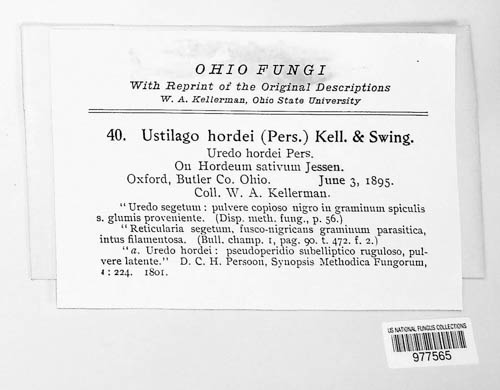 OHIO FUNGI
With Reprint of the Original Descriptions
W. A. Kellerman, Ohio State University
40. Ustilago hordei (Pers.) Kell. & Swing.
Uredo hordei Pers.
On Hordeum sativum Jessen.
Oxford, Butler Co. Ohio. June 3, 1895.
Coll. W. A. Kellerman.
"Uredo segetum : pulvere copioso nigro in graminum spiculis
s. glumis proveniente. (Disp. meth. fung., p. 56.)
"Reticularia segetum, fusco-nigricans graminum parasitica,
intus filamentosa. (Bull. champ. 1, pag. 90. t. 472. f. 2.)
"a. Uredo hordei : pseudoperidio subelliptico ruguloso, pul-
vere latente." D. C. H. Persoon, Synopsis Methodica Fungorum,
1 : 224. 1801.
US NATIONAL FUNGUS COLLECTIONS
977565